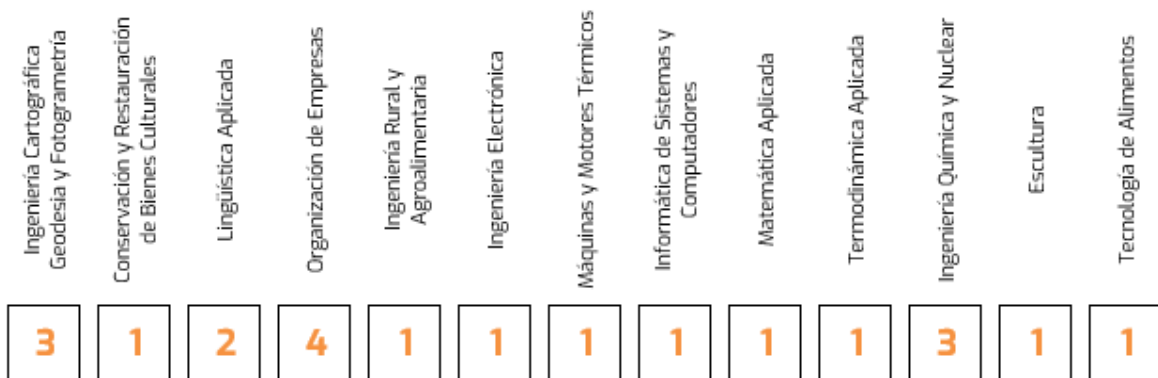 Ingeniería Cartográfica
Geodesia y Fotogrametría
Conservación y Restauración
de Bienes Culturales
Lingüística Aplicada
Organización de Empresas
Ingeniería Rural y
Agroalimentaria
Ingeniería Electrónica
Máquinas y Motores Térmicos
Informática de Sistemas y
Computadores
Matemática Aplicada
Termodinámica Aplicada
Ingeniería Química y Nuclear
Escultura
Tecnología de Alimentos
3 1 2 4 1 1 1 1 1 1 3 1 1